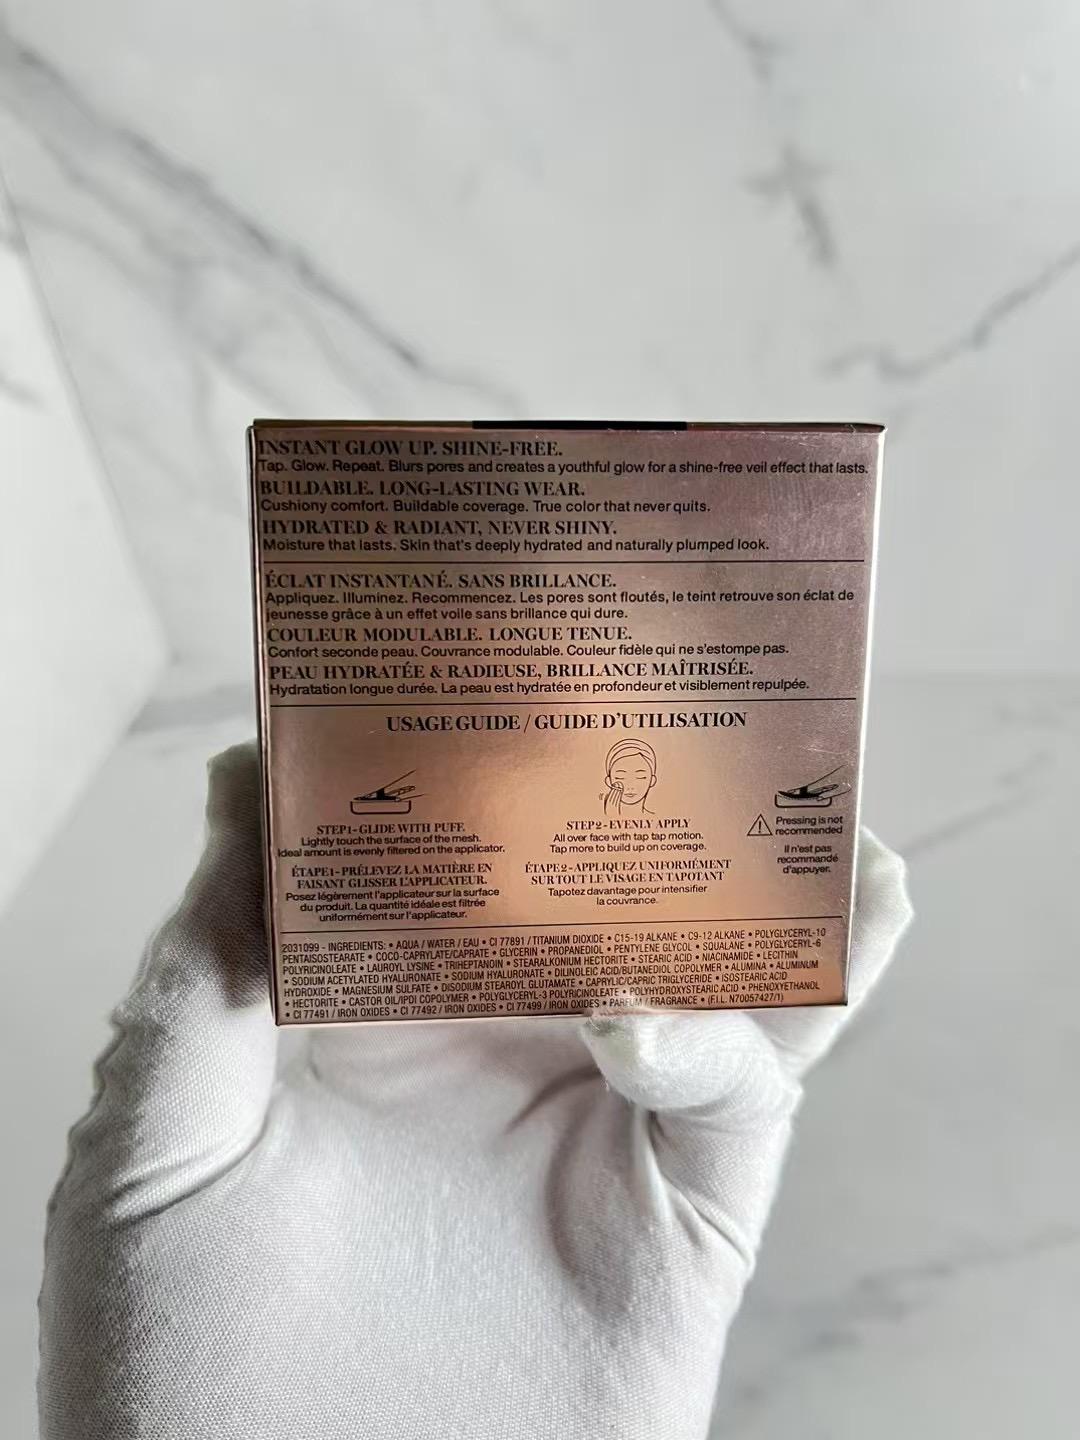 INSTANT GLOW UP. SHINE-FREE.
Tap. Glow. Repeat. Blurs pores and creates a youthful glow for a shine-free veil effect that lasts.
BUILDABLE. LONG-LASTING WEAR.
Cushiony comfort. Buildable coverage. True color that never quits.
HYDRATED & RADIANT, NEVER SHINY.
Moisture that lasts. Skin that's deeply hydrated and naturally plumped look.
ÉCLAT INSTANTANÉ. SANS BRILLANCE.
Appliquez. Illuminez. Recommencez. Les pores sont floutés, le teint retrouve son éclat de
jeunesse grâce à un effet voile sans brillance qui dure.
COULEUR MODULABLE. LONGUE TENUE.
Confort seconde peau. Couvrance modulable. Couleur fidèle qui ne s'estompe pas.
PEAU HYDRATÉE & RADIEUSE, BRILLANCE MAÎTRISÉE.
Hydratation longue durée. La peau est hydratée en profondeur et visiblement repulpée.
USAGE GUIDE / GUIDE D'UTILISATION
STEP1 - GLIDE WITH PUFF.
Lightly touch the surface of the mesh.
Ideal amount is evenly filtered on the applicator.
ÉTAPE1 - PRÉLEVEZ LA MATIÈRE EN
FAISANT GLISSER L'APPLICATEUR.
Posez légèrement l'applicateur sur la surface
du produit. La quantité idéale est filtrée
uniformément sur l'applicateur.
STEP2 - EVENLY APPLY
All over face with tap tap motion.
Tap more to build up on coverage.
ÉTAPE2 - APPLIQUEZ UNIFORMÉMENT
SUR TOUT LE VISAGE EN TAPOTANT
Tapotez davantage pour intensifier
la couvrance.
Pressing is not
recommended
Il n'est pas
recommandé
d'appuyer.
2031099 - INGREDIENTS: • AQUA / WATER / EAU • CI 77891 / TITANIUM DIOXIDE • C15-19 ALKANE • C9-12 ALKANE • POLYGLYCERYL-10
PENTAISOSTEARATE • COCO-CAPRYLATE/CAPRATE • GLYCERIN • PROPANEDIOL • PENTYLENE GLYCOL • SQUALANE • POLYGLYCERYL-6
POLYRICINOLEATE • LAUROYL LYSINE • TRIHEPTANOIN • STEARALKONIUM HECTORITE • STEARIC ACID • NIACINAMIDE • LECITHIN
• SODIUM ACETYLATED HYALURONATE • SODIUM HYALURONATE • DILINOLEIC ACID/BUTANEDIOL COPOLYMER • ALUMINA • ALUMINUM
HYDROXIDE • MAGNESIUM SULFATE • DISODIUM STEAROYL GLUTAMATE • CAPRYLIC/CAPRIC TRIGLYCERIDE • ISOSTEARIC ACID
• HECTORITE • CASTOR OIL/IPDI COPOLYMER • POLYGLYCERYL-3 POLYRICINOLEATE • POLYHYDROXYSTEARIC ACID • PHENOXYETHANOL
• CI 77491 / IRON OXIDES • CI 77492 / IRON OXIDES • CI 77499 / IRON OXIDES • PARFUM / FRAGRANCE • (F.I.L. N70057427/1)